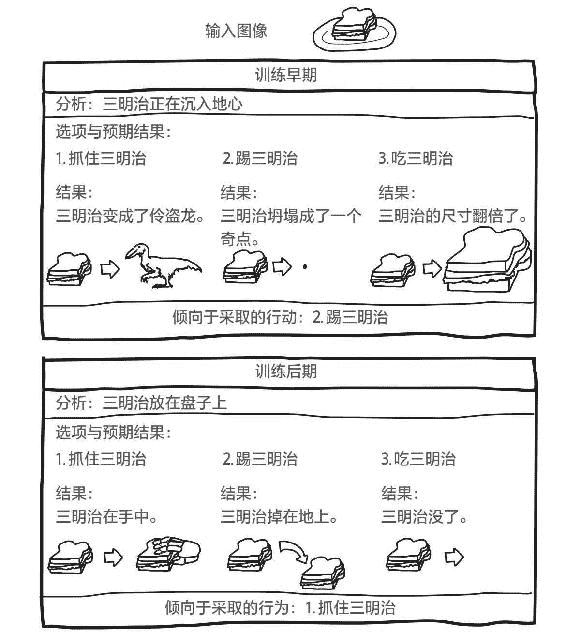 输入图像
训练早期
分析：三明治正在沉入地心
选项与预期结果：
1.抓住三明治
2.踢三明治
3.吃三明治
结果：
三明治变成了伶盗龙。
结果：
三明治坍塌成了一个
奇点。
结果：
三明治的尺寸翻倍了。
倾向于采取的行动：2.踢三明治
训练后期
分析：三明治放在盘子上
选项与预期结果：
1.抓住三明治
2.踢三明治
3.吃三明治
结果：
三明治在手中。
结果：
三明治掉在地上。
结果：
三明治没了。
倾向于采取的行为：1.抓住三明治